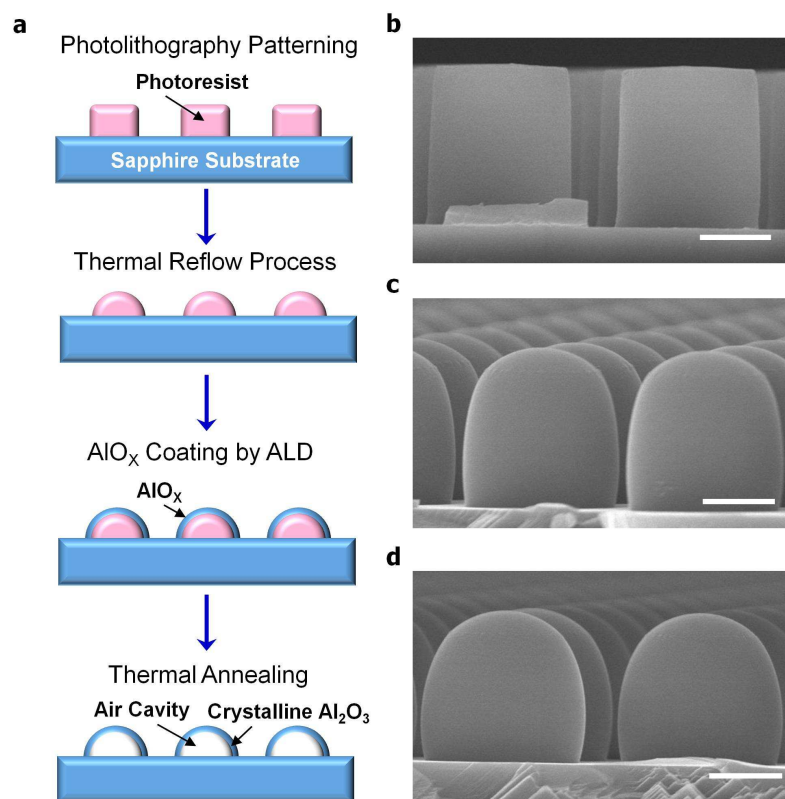 a
Photolithography Patterning
Photoresist
Sapphire Substrate
Thermal Reflow Process
AlOX Coating by ALD
AlOX
Thermal Annealing
Air Cavity
Crystalline Al2O3
b
c
d